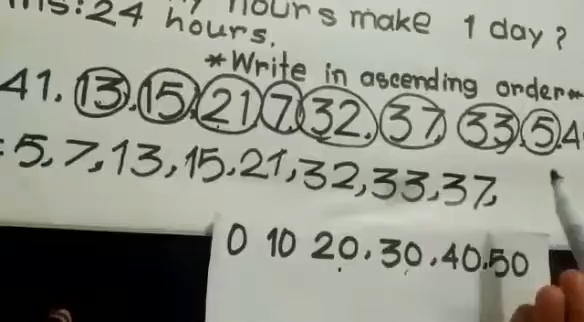 hours make 1 day?
:24 hours.
*Write in ascending order*
41. 13, 15, 21, 7, 32, 37, 33, 5, 4
5, 7, 13, 15, 21, 32, 33, 37,
0 10 20. 30. 40. 50